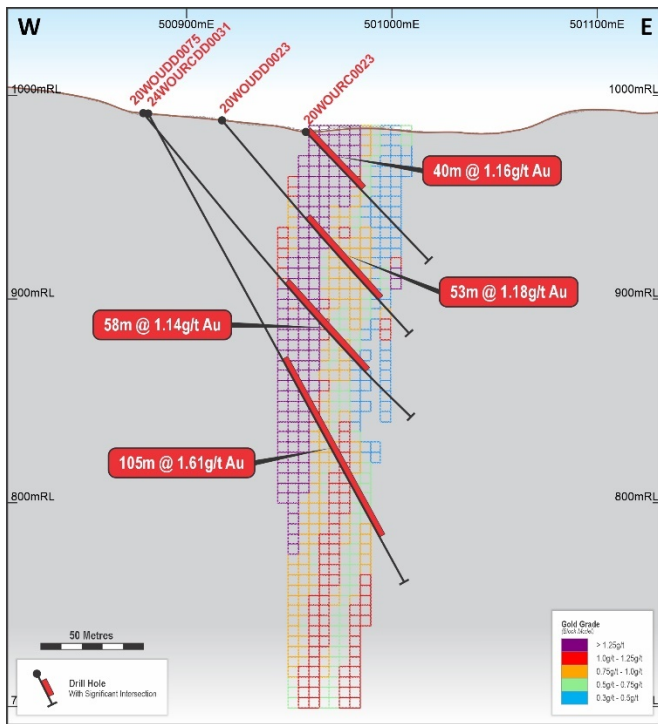 W
500900mE
501000mE
501100mE
E
20WOUDD0075
24WOURCDD0031
20WOUDD0023
20WOURC0023
1000mRL
1000mRL
40m @ 1.16g/t Au
900mRL
900mRL
53m @ 1.18g/t Au
58m @ 1.14g/t Au
105m @ 1.61g/t Au
800mRL
800mRL
50 Metres
Drill Hole
With Significant Intersection
Gold Grade
(Block Model)
> 1.25g/t
1.0g/t - 1.25g/t
0.75g/t - 1.0g/t
0.5g/t - 0.75g/t
0.3g/t - 0.5g/t